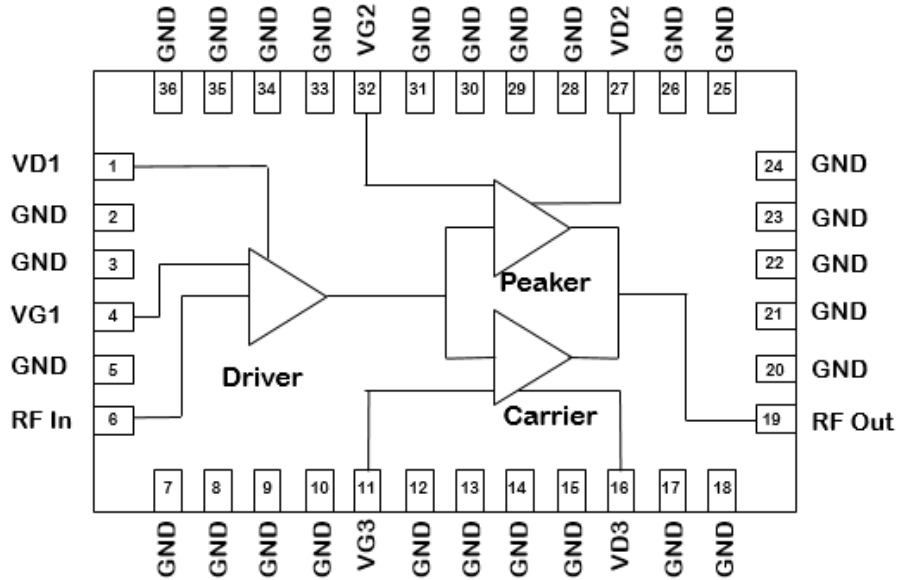 GND GND GND GND VG2 GND GND GND GND VD2 GND GND
36 35 34 33 32 31 30 29 28 27 26 25
VD1 1 24 GND
GND 2 23 GND
GND 3 22 GND
VG1 4 21 GND
GND 5 20 GND
RF In 6 19 RF Out
Peaker
Driver
Carrier
7 8 9 10 11 12 13 14 15 16 17 18
GND GND GND GND VG3 GND GND GND GND VD3 GND GND